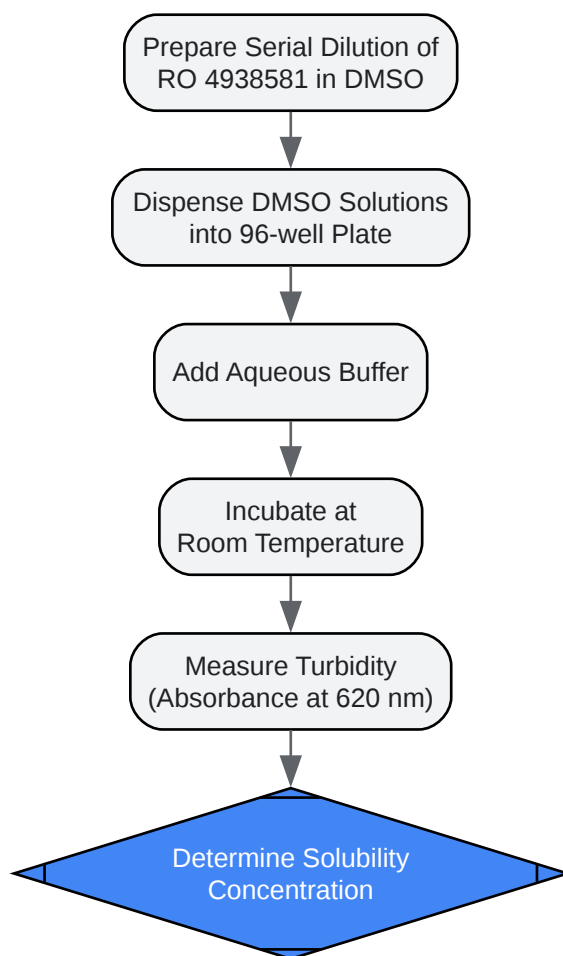 Prepare Serial Dilution of
RO 4938581 in DMSO
Dispense DMSO Solutions
into 96-well Plate
Add Aqueous Buffer
Incubate at
Room Temperature
Measure Turbidity
(Absorbance at 620 nm)
Determine Solubility
Concentration